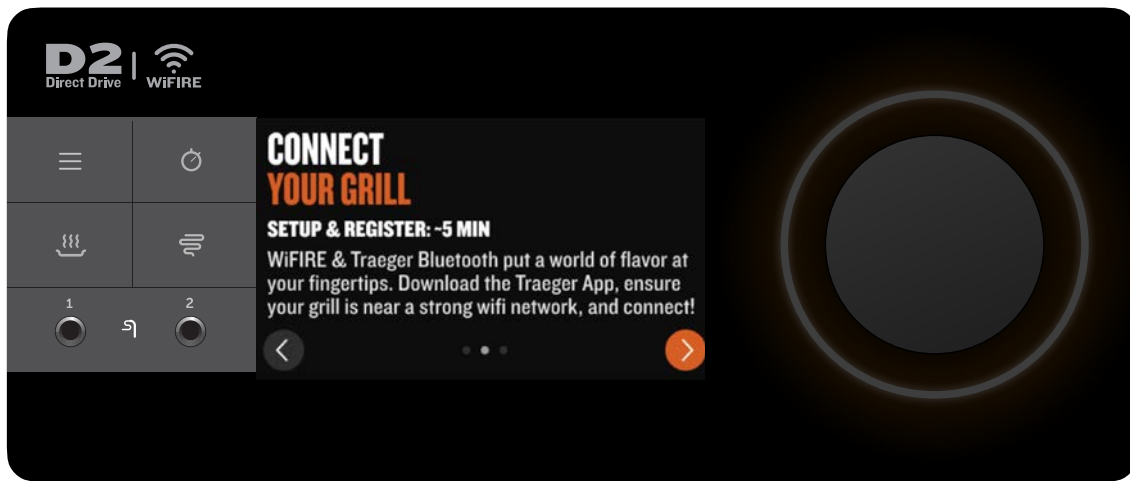 D2
Direct Drive
WiFIRE
CONNECT
YOUR GRILL
SETUP & REGISTER: ~5 MIN
WiFIRE & Traeger Bluetooth put a world of flavor at
your fingertips. Download the Traeger App, ensure
your grill is near a strong wifi network, and connect!
1
2